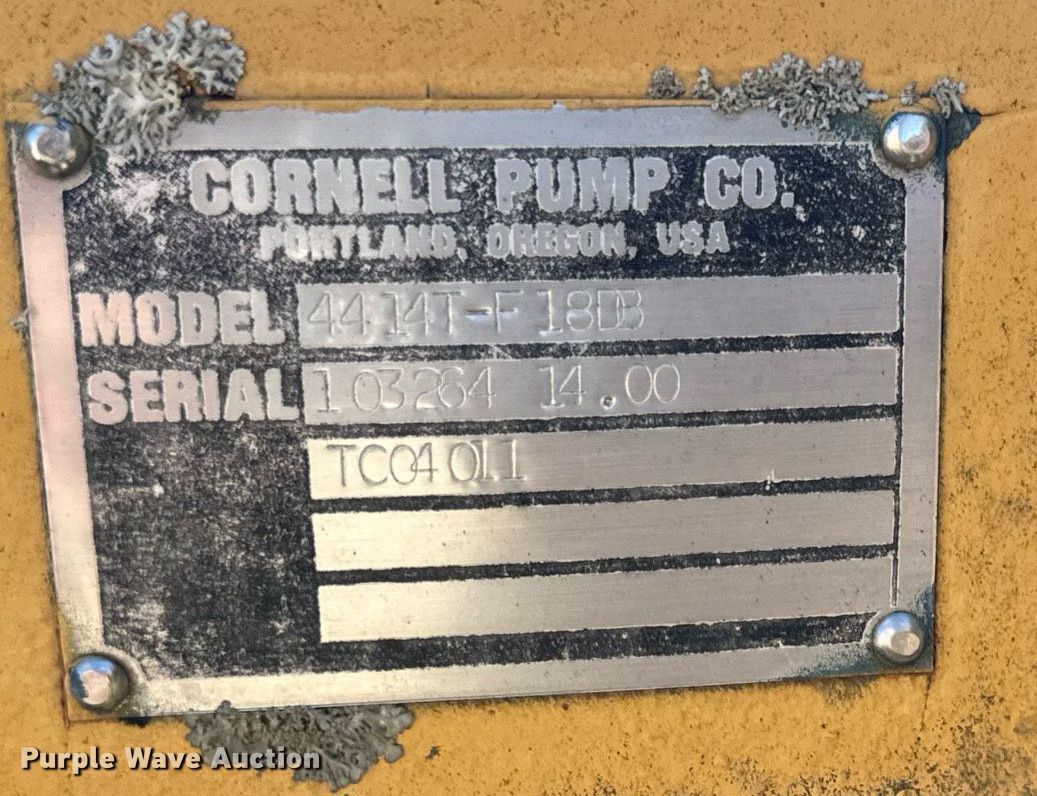 CORNELL PUMP CO.
PORTLAND, OREGON, USA
MODEL 4414T-F18DB
SERIAL 103264 14.00
TC04011
Purple Wave Auction